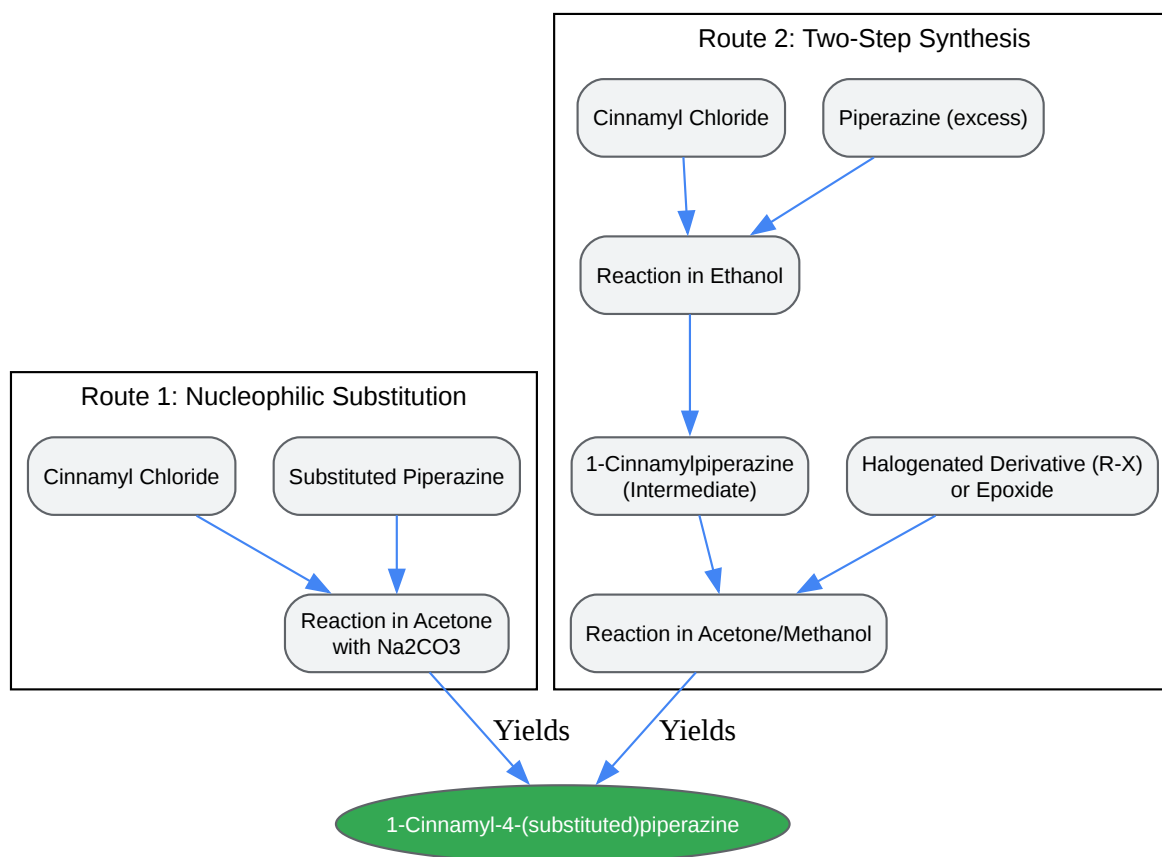 Route 2: Two-Step Synthesis
Cinnamyl Chloride
Piperazine (excess)
Reaction in Ethanol
1-Cinnamylpiperazine
(Intermediate)
Halogenated Derivative (R-X)
or Epoxide
Reaction in Acetone/Methanol
Route 1: Nucleophilic Substitution
Cinnamyl Chloride
Substituted Piperazine
Reaction in Acetone
with Na2CO3
Yields
Yields
1-Cinnamyl-4-(substituted)piperazine